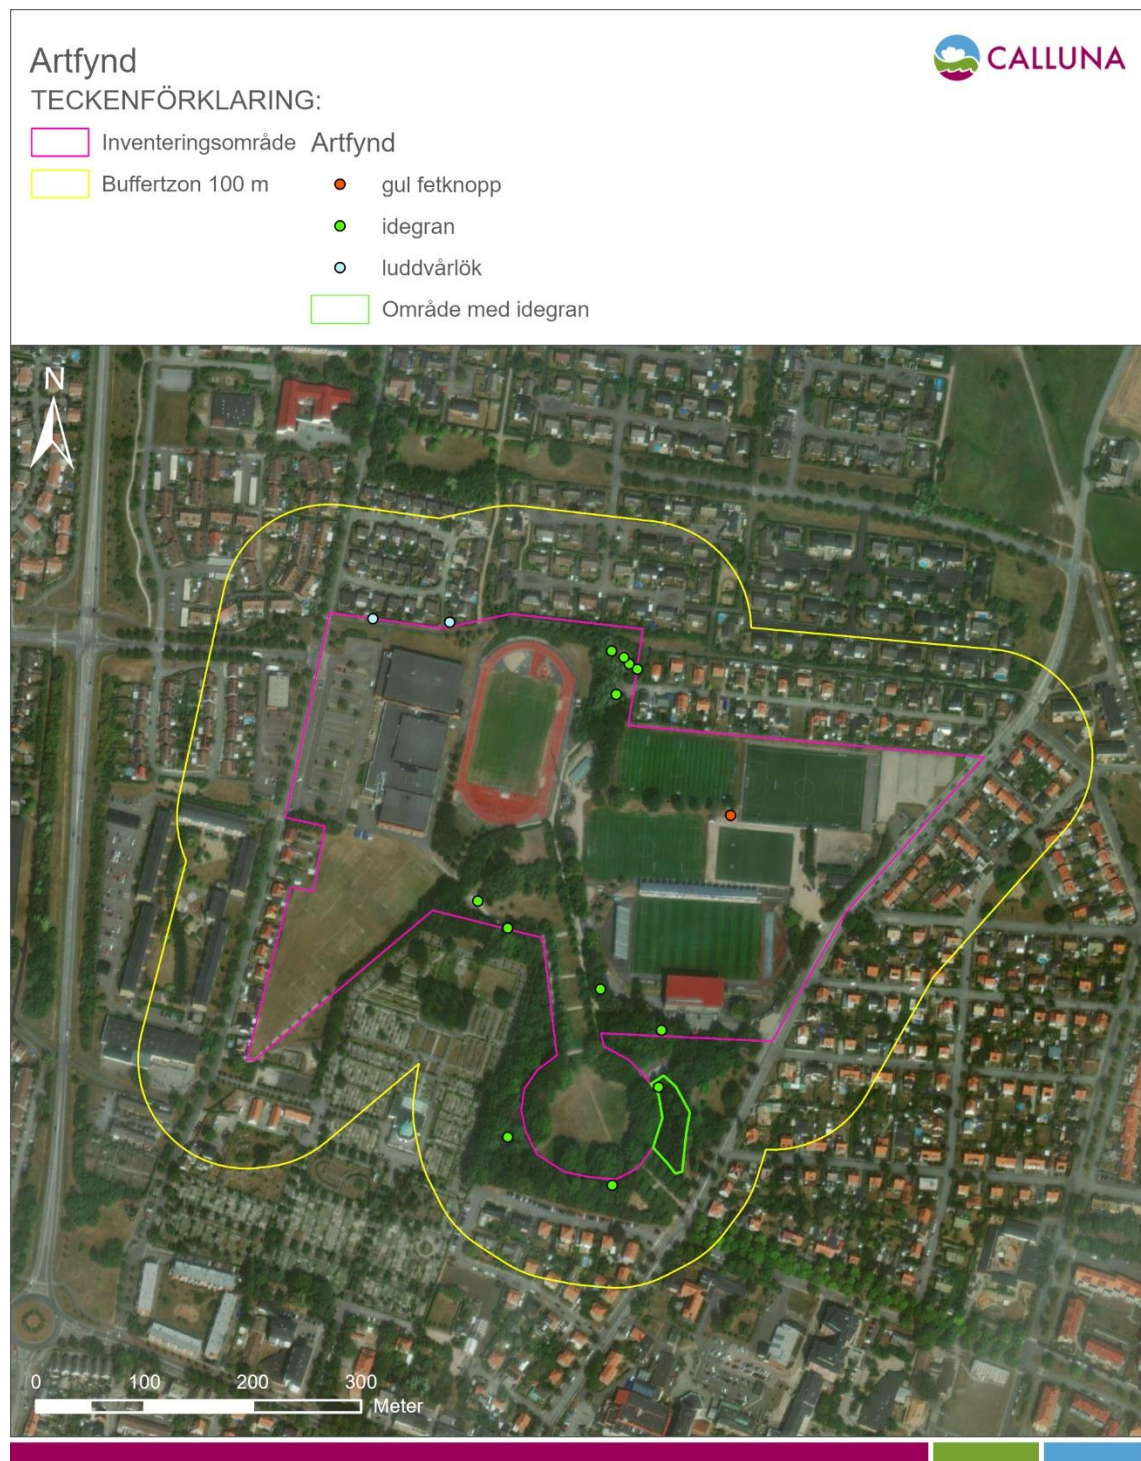 Artfynd
CALLUNA
TECKENFÖRKLARING:
Inventeringsområde
Buffertzon 100 m
Artfynd
gul fetknopp
idegran
luddvårlök
Område med idegran
N
0 100 200 300
Meter